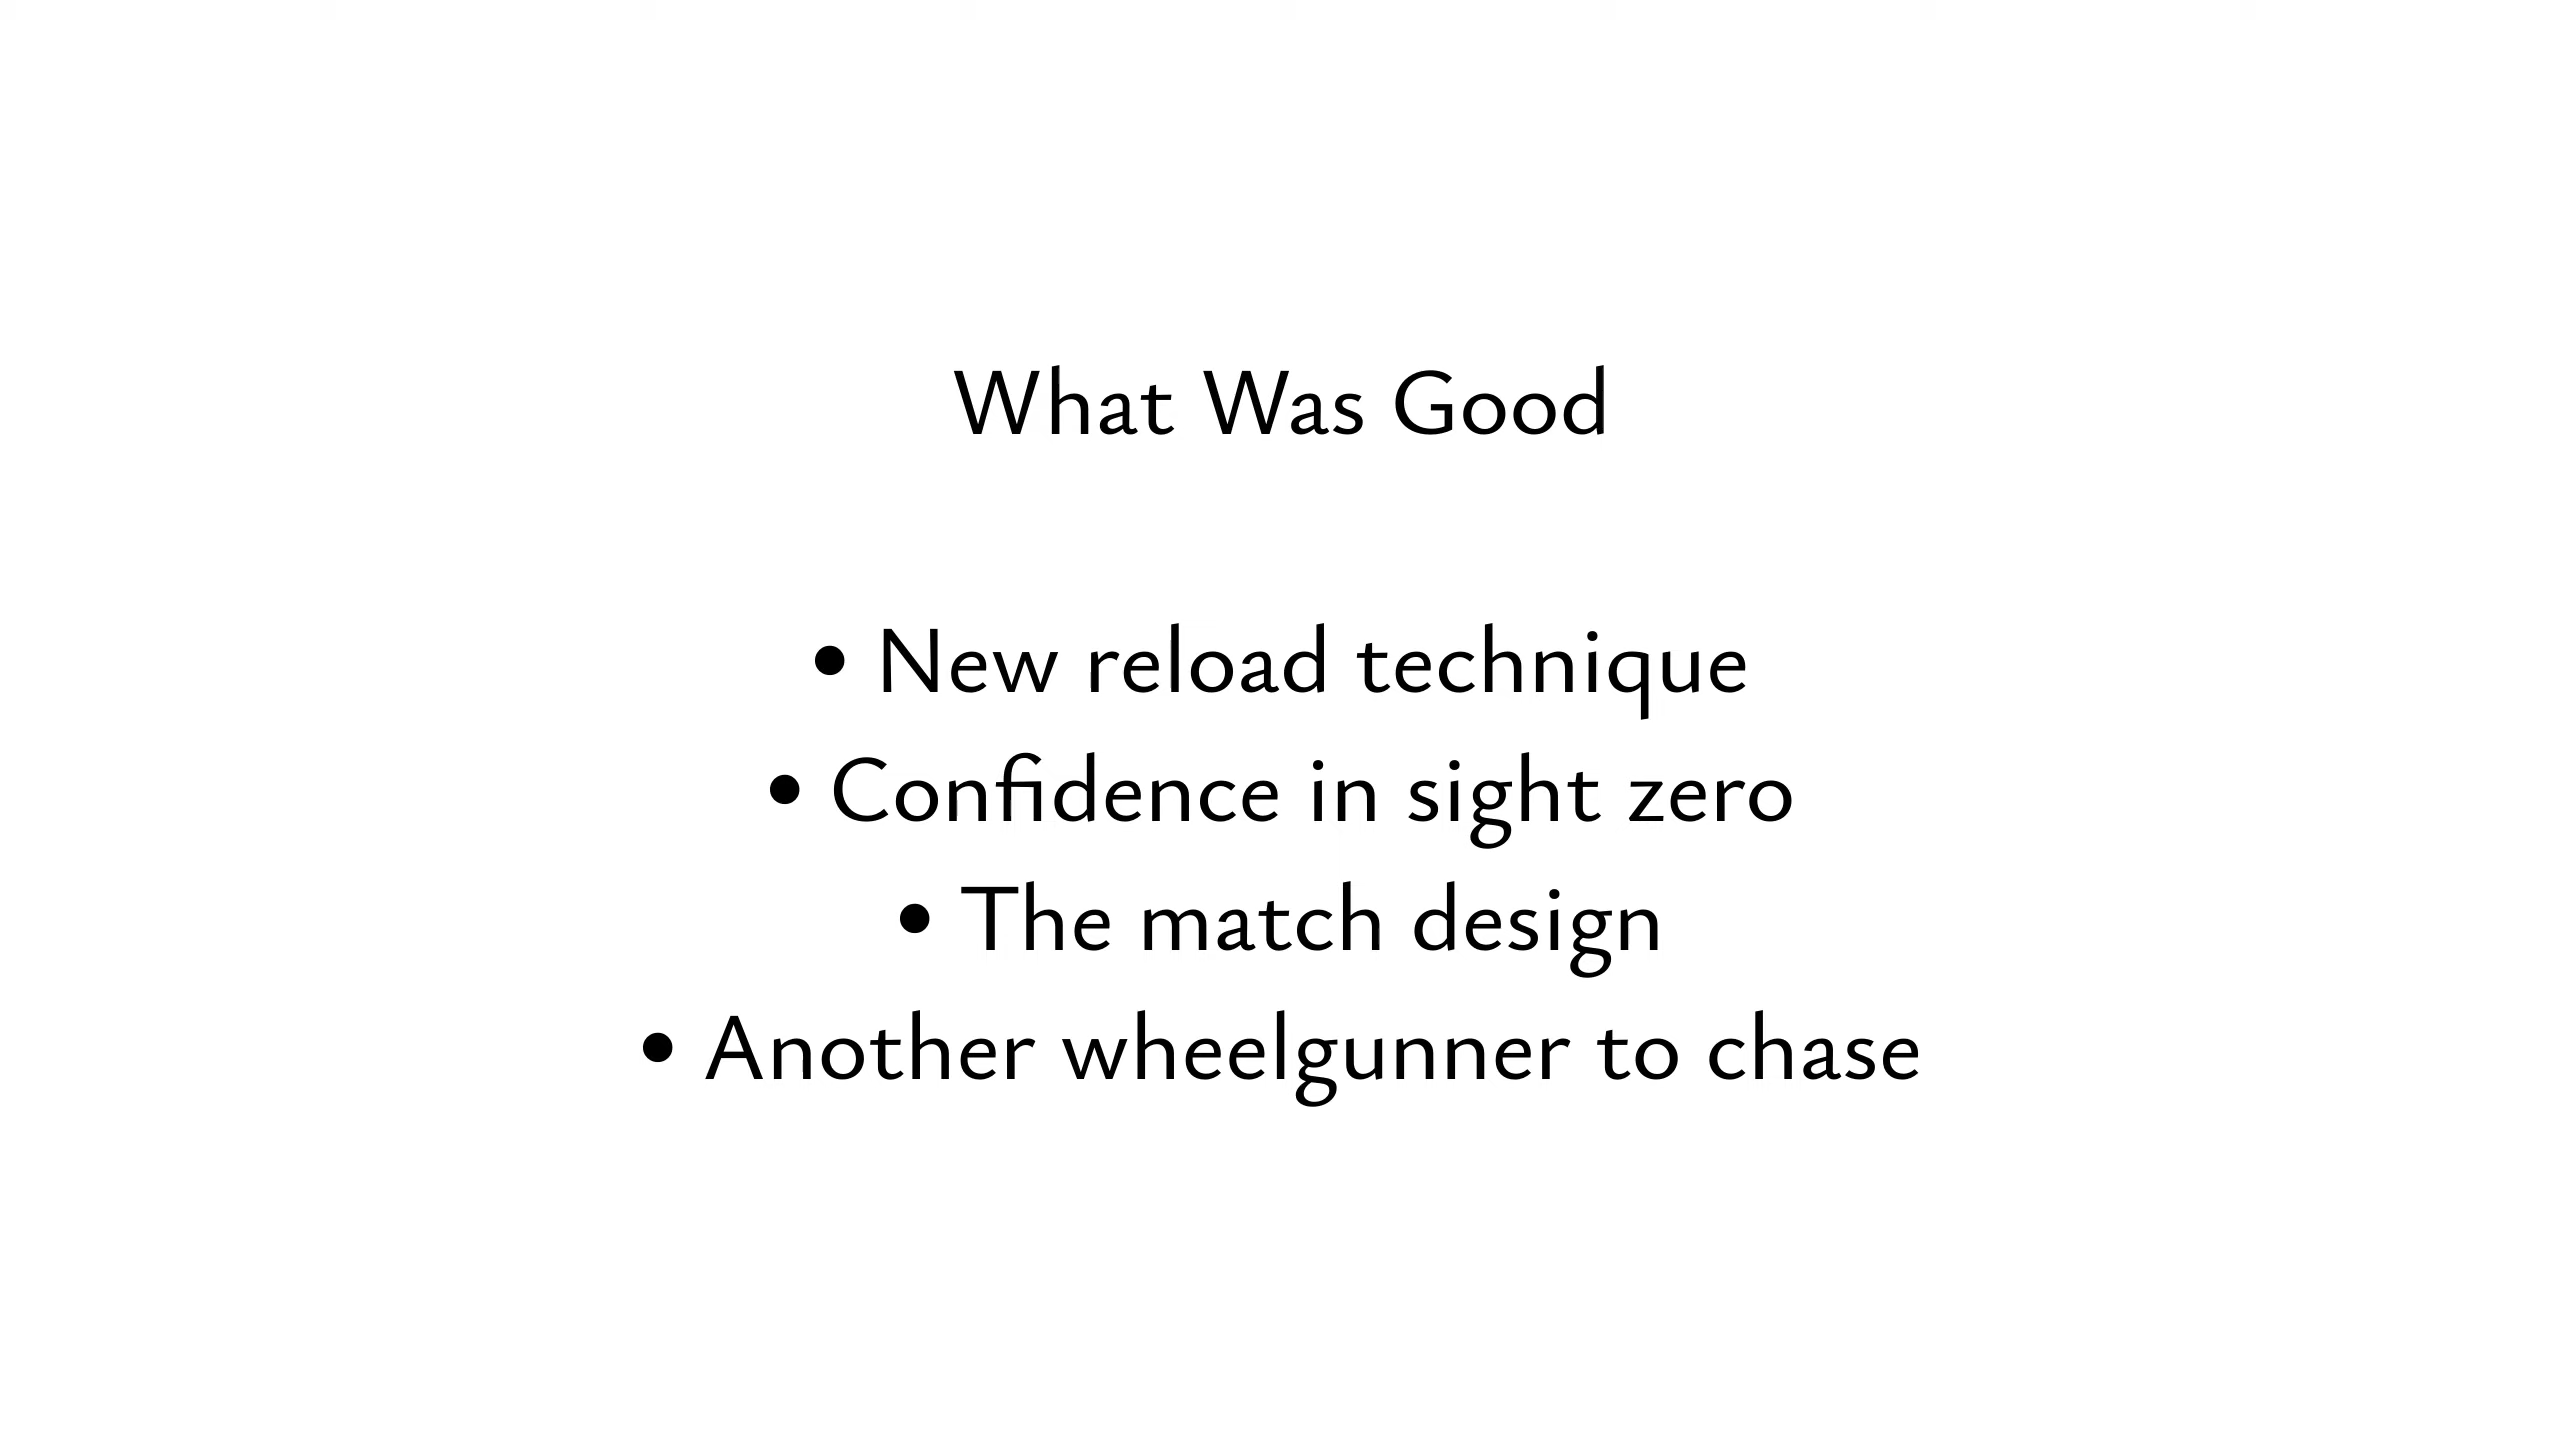 What Was Good
• New reload technique
• Confidence in sight zero
• The match design
• Another wheelgunner to chase